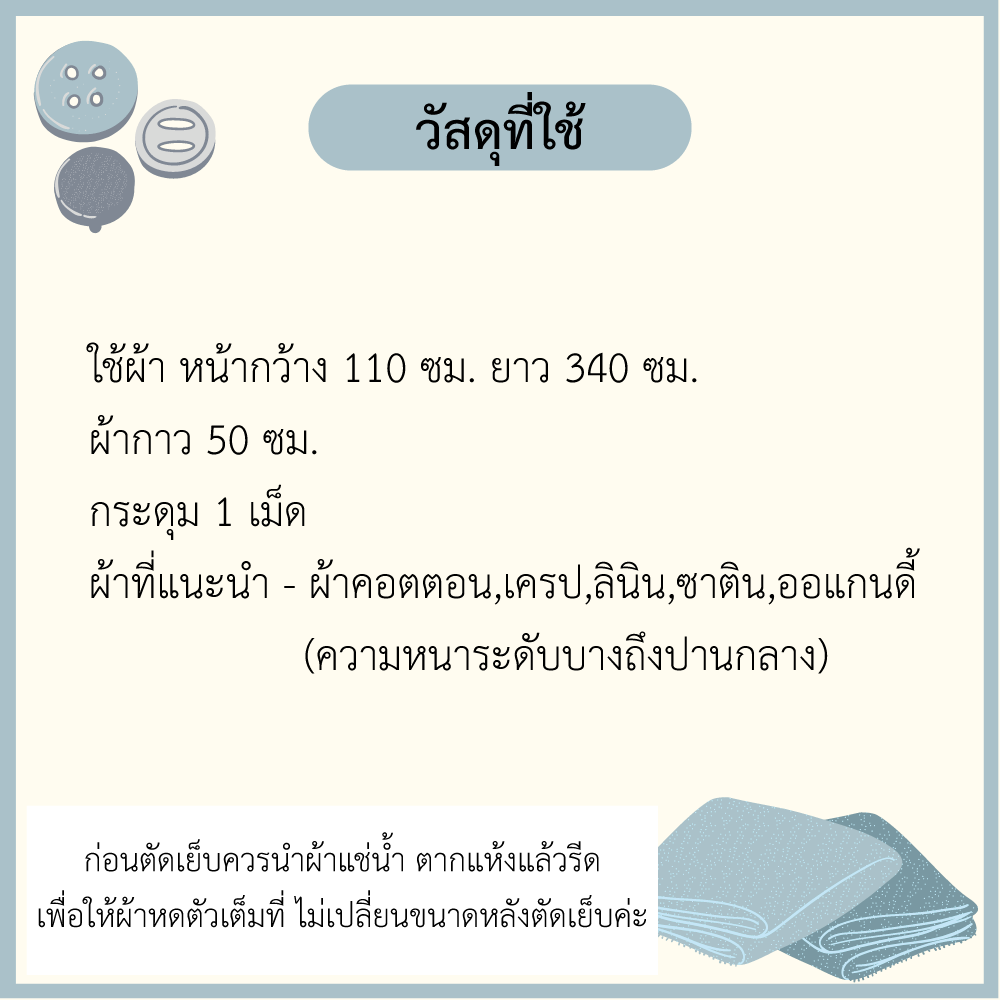 วัสดุที่ใช้
ใช้ผ้า หน้ากว้าง 110 ซม. ยาว 340 ซม.
ผ้ากาว 50 ซม.
กระดุม 1 เม็ด
ผ้าที่แนะนำ - ผ้าคอตตอน,เครป,ลินิน,ซาติน,ออแกนดี้
(ความหนาระดับบางถึงปานกลาง)
ก่อนตัดเย็บควรนำผ้าแช่น้ำ ตากแห้งแล้วรีด
เพื่อให้ผ้าหดตัวเต็มที่ ไม่เปลี่ยนขนาดหลังตัดเย็บค่ะ